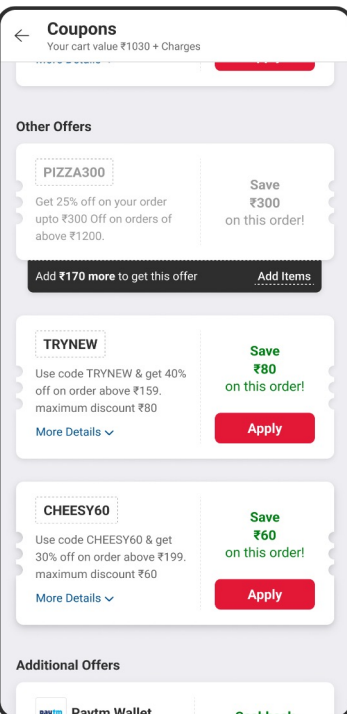 Coupons
Your cart value ₹1030 + Charges
More Details
Apply
Other Offers
PIZZA300
Get 25% off on your order
upto ₹300 Off on orders of
above ₹1200.
Save
₹300
on this order!
Add ₹170 more to get this offer
Add Items
TRYNEW
Use code TRYNEW & get 40%
off on order above ₹159.
maximum discount ₹80
More Details
Save
₹80
on this order!
Apply
CHEESY60
Use code CHEESY60 & get
30% off on order above ₹199.
maximum discount ₹60
More Details
Save
₹60
on this order!
Apply
Additional Offers
paytm
Paytm Wallet